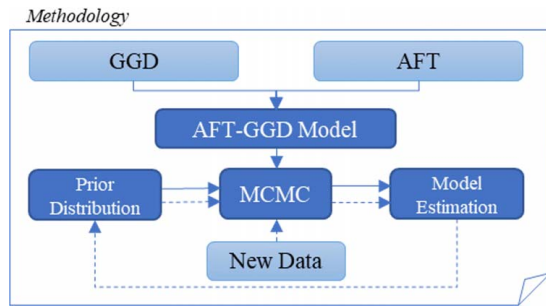 Methodology
GGD
AFT
AFT-GGD Model
Prior
Distribution
MCMC
Model
Estimation
New Data